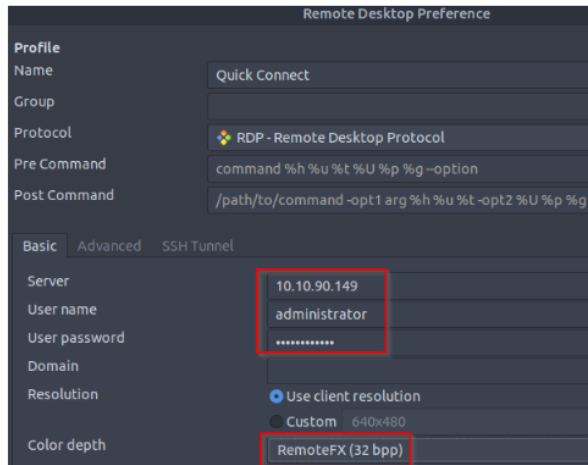 Remote Desktop Preference
Profile
Name Quick Connect
Group
Protocol RDP - Remote Desktop Protocol
Pre Command command %h %u %t %U %p %g --option
Post Command /path/to/command -opt1 arg %h %u %t -opt2 %U %p %g
Basic Advanced SSH Tunnel
Server 10.10.90.149
User name administrator
User password ••••••••••••
Domain
Resolution Use client resolution
Custom 640x480
Color depth RemoteFX (32 bpp)